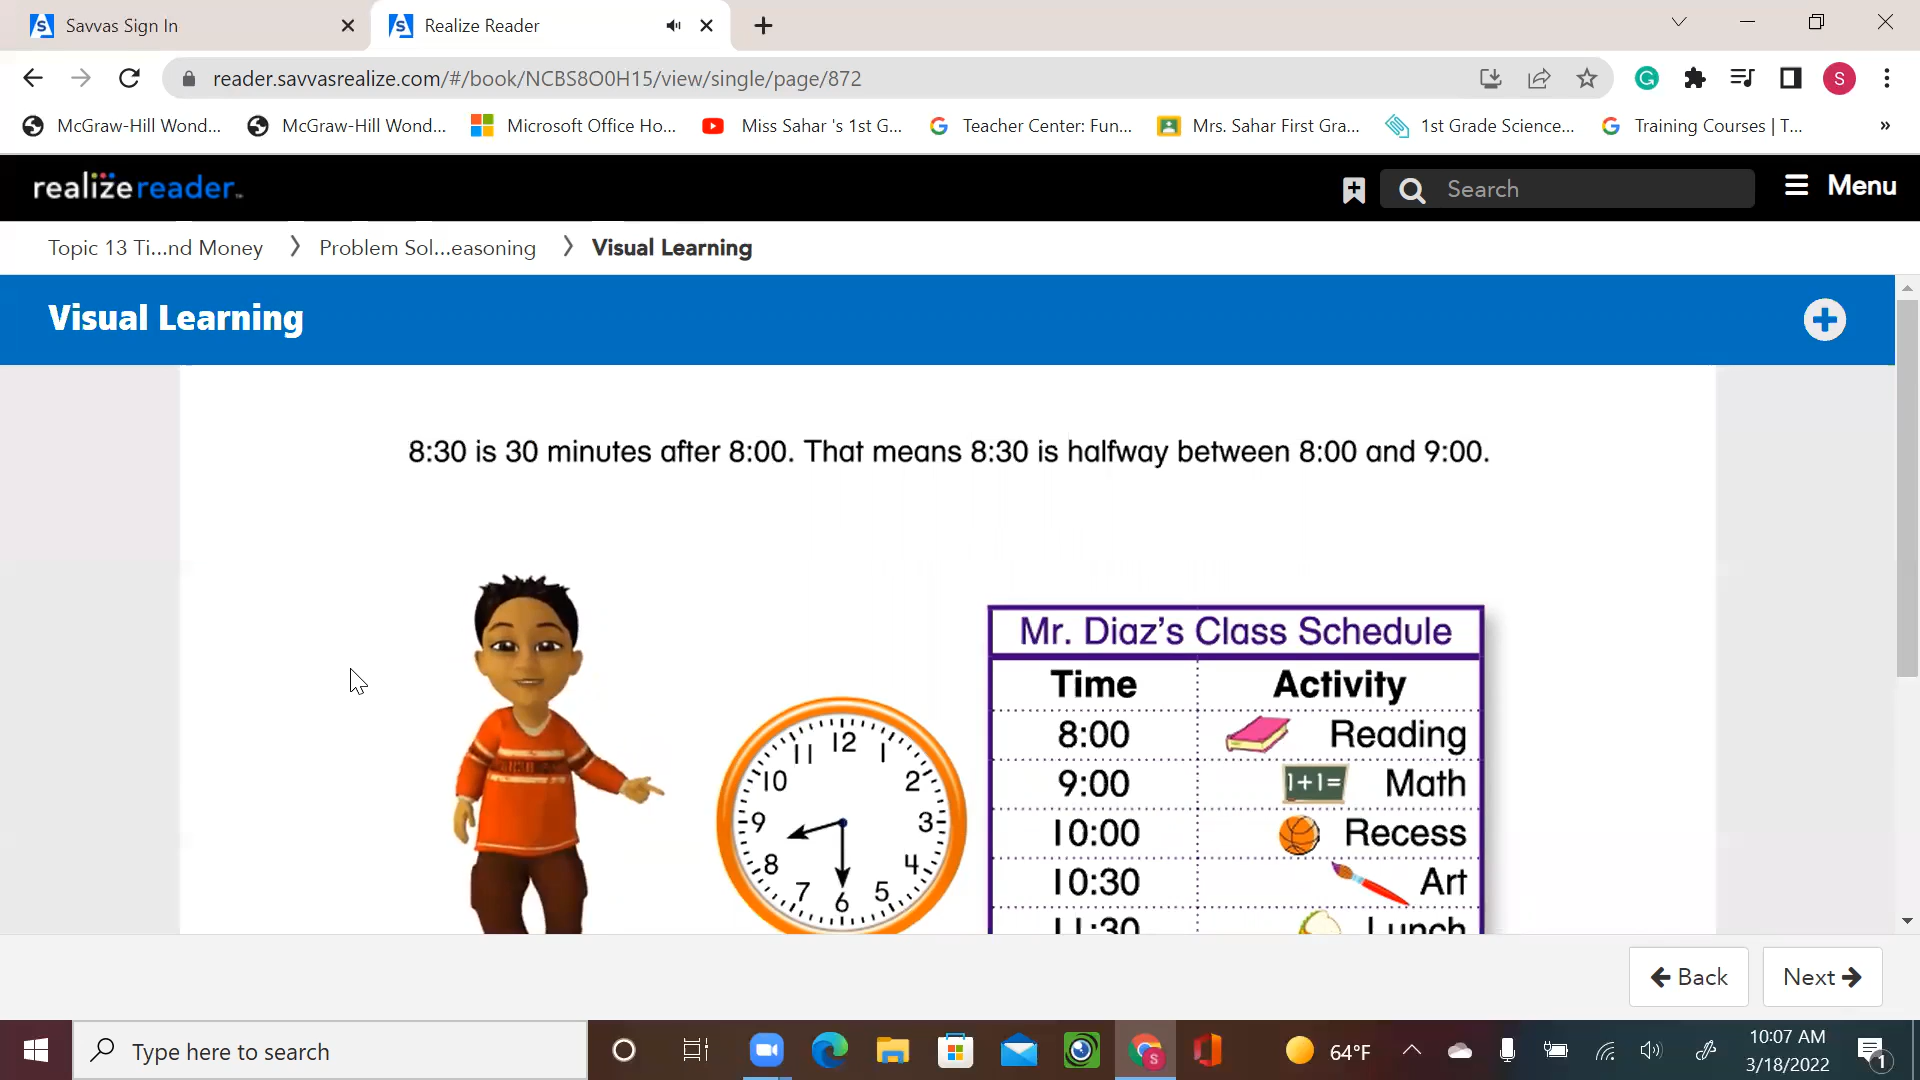 Savvas Sign In
Realize Reader
reader.savvasrealize.com/#/book/NCBS8O0H15/view/single/page/872
S
McGraw-Hill Wond...
McGraw-Hill Wond...
Microsoft Office Ho...
Miss Sahar 's 1st G...
Teacher Center: Fun...
Mrs. Sahar First Gra...
1st Grade Science...
Training Courses | T...
»
realizereader™
Search
Menu
Topic 13 Ti...nd Money
Problem Sol...easoning
Visual Learning
Visual Learning
8:30 is 30 minutes after 8:00. That means 8:30 is halfway between 8:00 and 9:00.
12
1
2
3
4
5
6
7
8
9
10
11
Mr. Diaz's Class Schedule
Time Activity
8:00 Reading
9:00 1+1= Math
10:00 Recess
10:30 Art
11:30 Lunch
Back
Next
Type here to search
64°F
10:07 AM
3/18/2022
1